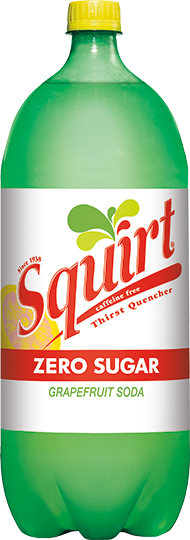 since 1938
Squirt®
caffeine free
Thirst Quencher
ZERO SUGAR
GRAPEFRUIT SODA